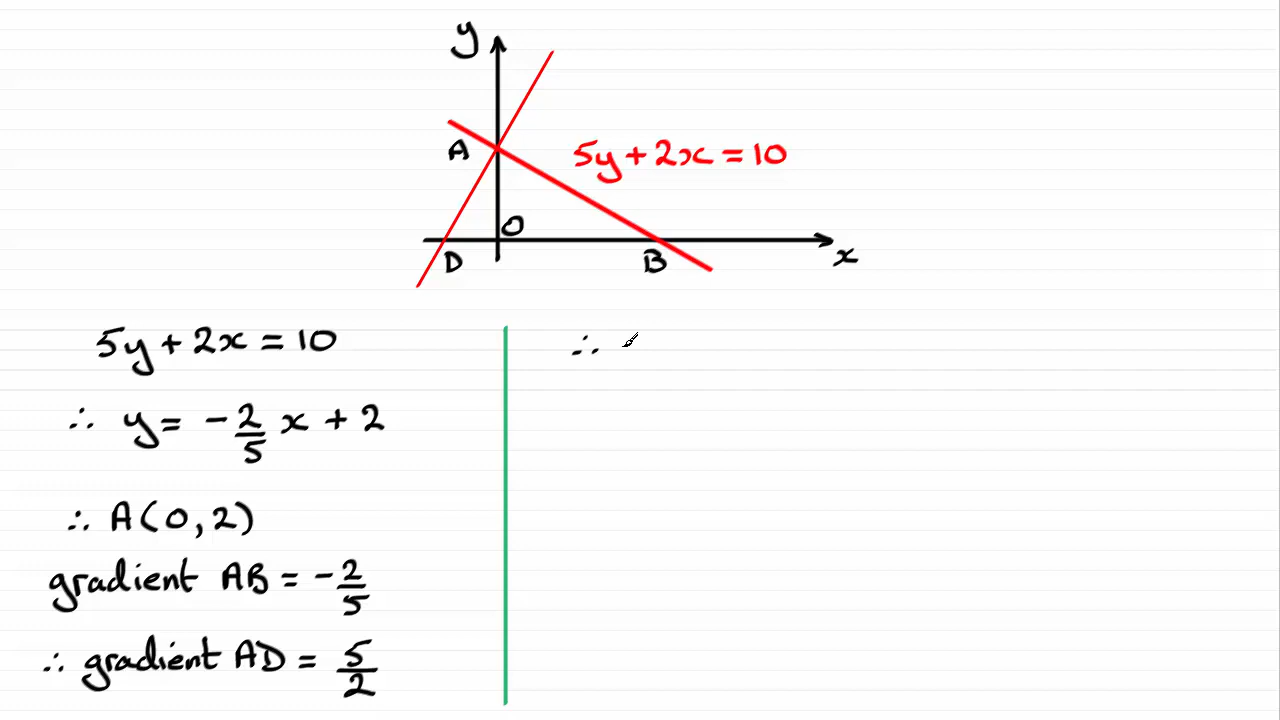 y
A
5y + 2x = 10
O
D
B
x
5y + 2x = 10
∴ y = -2/5 x + 2
∴ A(0,2)
gradient AB = -2/5
∴ gradient AD = 5/2
∴